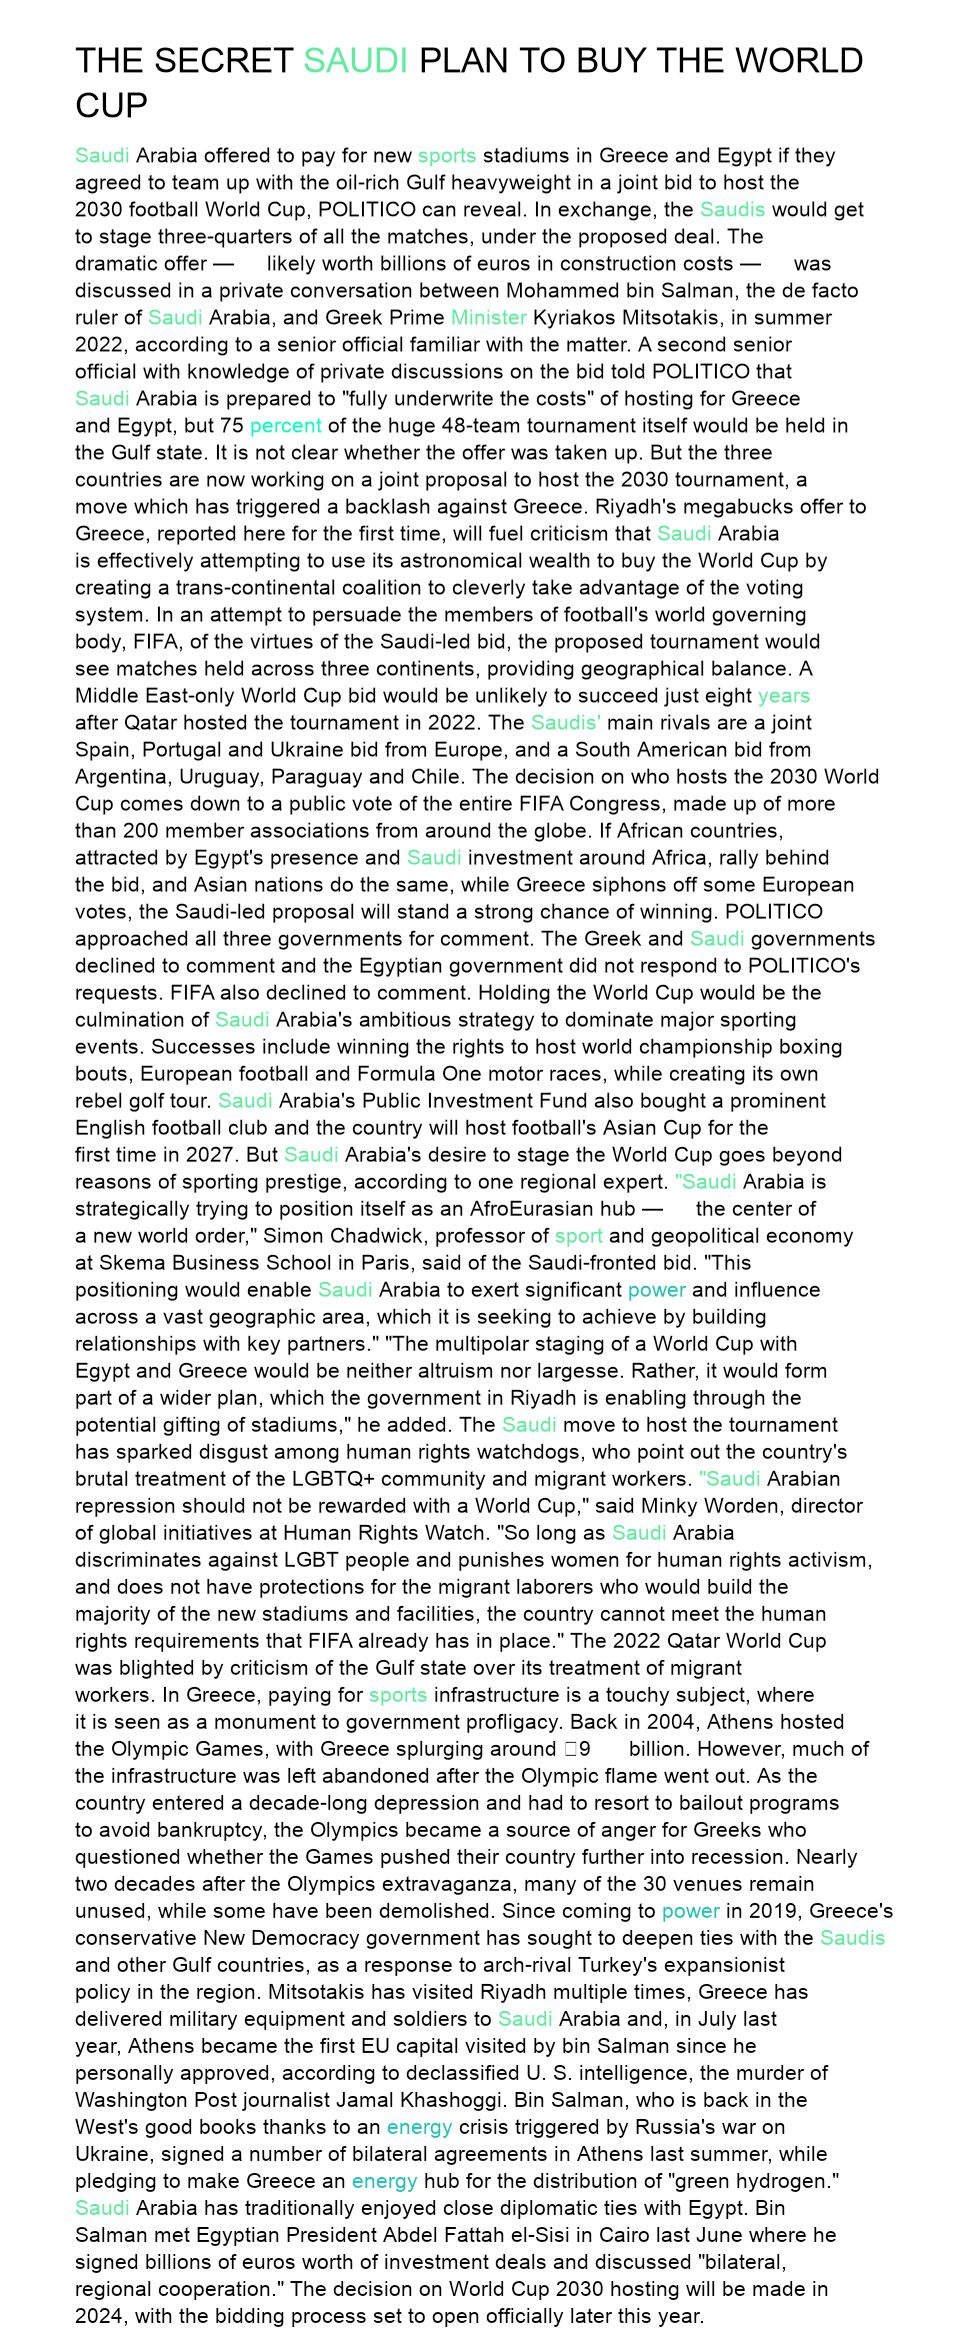 THE SECRET SAUDI PLAN TO BUY THE WORLD
CUP
Saudi Arabia offered to pay for new sports stadiums in Greece and Egypt if they
agreed to team up with the oil-rich Gulf heavyweight in a joint bid to host the
2030 football World Cup, POLITICO can reveal. In exchange, the Saudis would get
to stage three-quarters of all the matches, under the proposed deal. The
dramatic offer — likely worth billions of euros in construction costs — was
discussed in a private conversation between Mohammed bin Salman, the de facto
ruler of Saudi Arabia, and Greek Prime Minister Kyriakos Mitsotakis, in summer
2022, according to a senior official familiar with the matter. A second senior
official with knowledge of private discussions on the bid told POLITICO that
Saudi Arabia is prepared to "fully underwrite the costs" of hosting for Greece
and Egypt, but 75 percent of the huge 48-team tournament itself would be held in
the Gulf state. It is not clear whether the offer was taken up. But the three
countries are now working on a joint proposal to host the 2030 tournament, a
move which has triggered a backlash against Greece. Riyadh's megabucks offer to
Greece, reported here for the first time, will fuel criticism that Saudi Arabia
is effectively attempting to use its astronomical wealth to buy the World Cup by
creating a trans-continental coalition to cleverly take advantage of the voting
system. In an attempt to persuade the members of football's world governing
body, FIFA, of the virtues of the Saudi-led bid, the proposed tournament would
see matches held across three continents, providing geographical balance. A
Middle East-only World Cup bid would be unlikely to succeed just eight years
after Qatar hosted the tournament in 2022. The Saudis' main rivals are a joint
Spain, Portugal and Ukraine bid from Europe, and a South American bid from
Argentina, Uruguay, Paraguay and Chile. The decision on who hosts the 2030 World
Cup comes down to a public vote of the entire FIFA Congress, made up of more
than 200 member associations from around the globe. If African countries,
attracted by Egypt's presence and Saudi investment around Africa, rally behind
the bid, and Asian nations do the same, while Greece siphons off some European
votes, the Saudi-led proposal will stand a strong chance of winning. POLITICO
approached all three governments for comment. The Greek and Saudi governments
declined to comment and the Egyptian government did not respond to POLITICO's
requests. FIFA also declined to comment. Holding the World Cup would be the
culmination of Saudi Arabia's ambitious strategy to dominate major sporting
events. Successes include winning the rights to host world championship boxing
bouts, European football and Formula One motor races, while creating its own
rebel golf tour. Saudi Arabia's Public Investment Fund also bought a prominent
English football club and the country will host football's Asian Cup for the
first time in 2027. But Saudi Arabia's desire to stage the World Cup goes beyond
reasons of sporting prestige, according to one regional expert. "Saudi Arabia is
strategically trying to position itself as an AfroEurasian hub — the center of
a new world order," Simon Chadwick, professor of sport and geopolitical economy
at Skema Business School in Paris, said of the Saudi-fronted bid. "This
positioning would enable Saudi Arabia to exert significant power and influence
across a vast geographic area, which it is seeking to achieve by building
relationships with key partners." "The multipolar staging of a World Cup with
Egypt and Greece would be neither altruism nor largesse. Rather, it would form
part of a wider plan, which the government in Riyadh is enabling through the
potential gifting of stadiums," he added. The Saudi move to host the tournament
has sparked disgust among human rights watchdogs, who point out the country's
brutal treatment of the LGBTQ+ community and migrant workers. "Saudi Arabian
repression should not be rewarded with a World Cup," said Minky Worden, director
of global initiatives at Human Rights Watch. "So long as Saudi Arabia
discriminates against LGBT people and punishes women for human rights activism,
and does not have protections for the migrant laborers who would build the
majority of the new stadiums and facilities, the country cannot meet the human
rights requirements that FIFA already has in place." The 2022 Qatar World Cup
was blighted by criticism of the Gulf state over its treatment of migrant
workers. In Greece, paying for sports infrastructure is a touchy subject, where
it is seen as a monument to government profligacy. Back in 2004, Athens hosted
the Olympic Games, with Greece splurging around 9 billion. However, much of
the infrastructure was left abandoned after the Olympic flame went out. As the
country entered a decade-long depression and had to resort to bailout programs
to avoid bankruptcy, the Olympics became a source of anger for Greeks who
questioned whether the Games pushed their country further into recession. Nearly
two decades after the Olympics extravaganza, many of the 30 venues remain
unused, while some have been demolished. Since coming to power in 2019, Greece's
conservative New Democracy government has sought to deepen ties with the Saudis
and other Gulf countries, as a response to arch-rival Turkey's expansionist
policy in the region. Mitsotakis has visited Riyadh multiple times, Greece has
delivered military equipment and soldiers to Saudi Arabia and, in July last
year, Athens became the first EU capital visited by bin Salman since he
personally approved, according to declassified U. S. intelligence, the murder of
Washington Post journalist Jamal Khashoggi. Bin Salman, who is back in the
West's good books thanks to an energy crisis triggered by Russia's war on
Ukraine, signed a number of bilateral agreements in Athens last summer, while
pledging to make Greece an energy hub for the distribution of "green hydrogen."
Saudi Arabia has traditionally enjoyed close diplomatic ties with Egypt. Bin
Salman met Egyptian President Abdel Fattah el-Sisi in Cairo last June where he
signed billions of euros worth of investment deals and discussed "bilateral,
regional cooperation." The decision on World Cup 2030 hosting will be made in
2024, with the bidding process set to open officially later this year.